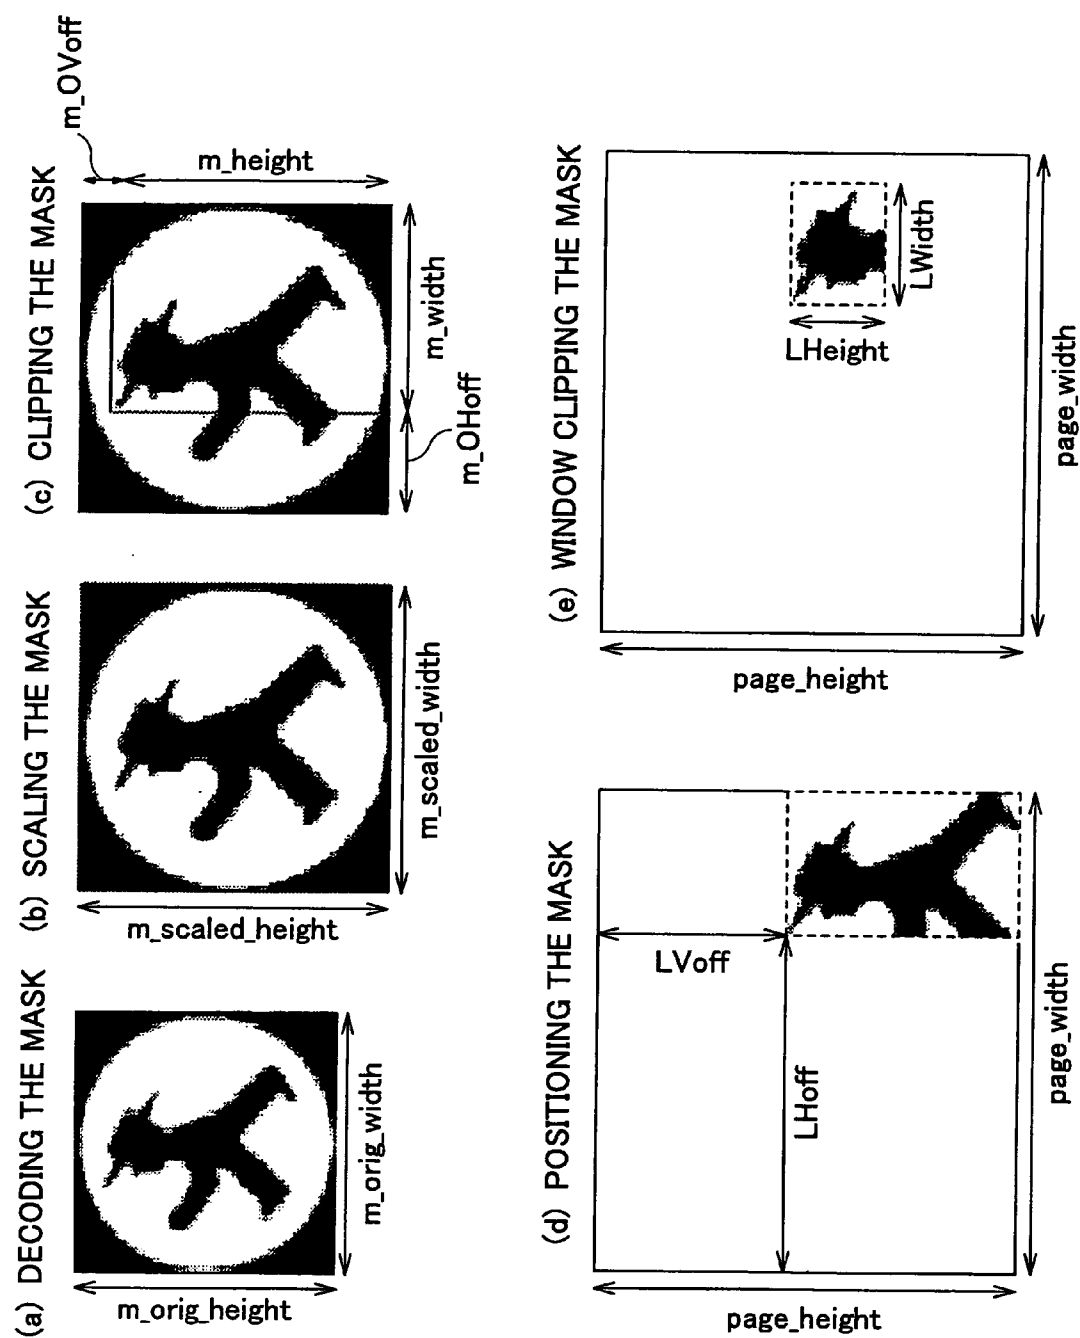 (a) DECODING THE MASK
m_orig_height
m_orig_width
(b) SCALING THE MASK
m_scaled_height
m_scaled_width
(c) CLIPPING THE MASK
m_OVoff
m_height
m_width
m_OHoff
(d) POSITIONING THE MASK
LVoff
LHoff
page_height
page_width
(e) WINDOW CLIPPING THE MASK
LHeight
LWidth
page_height
page_width